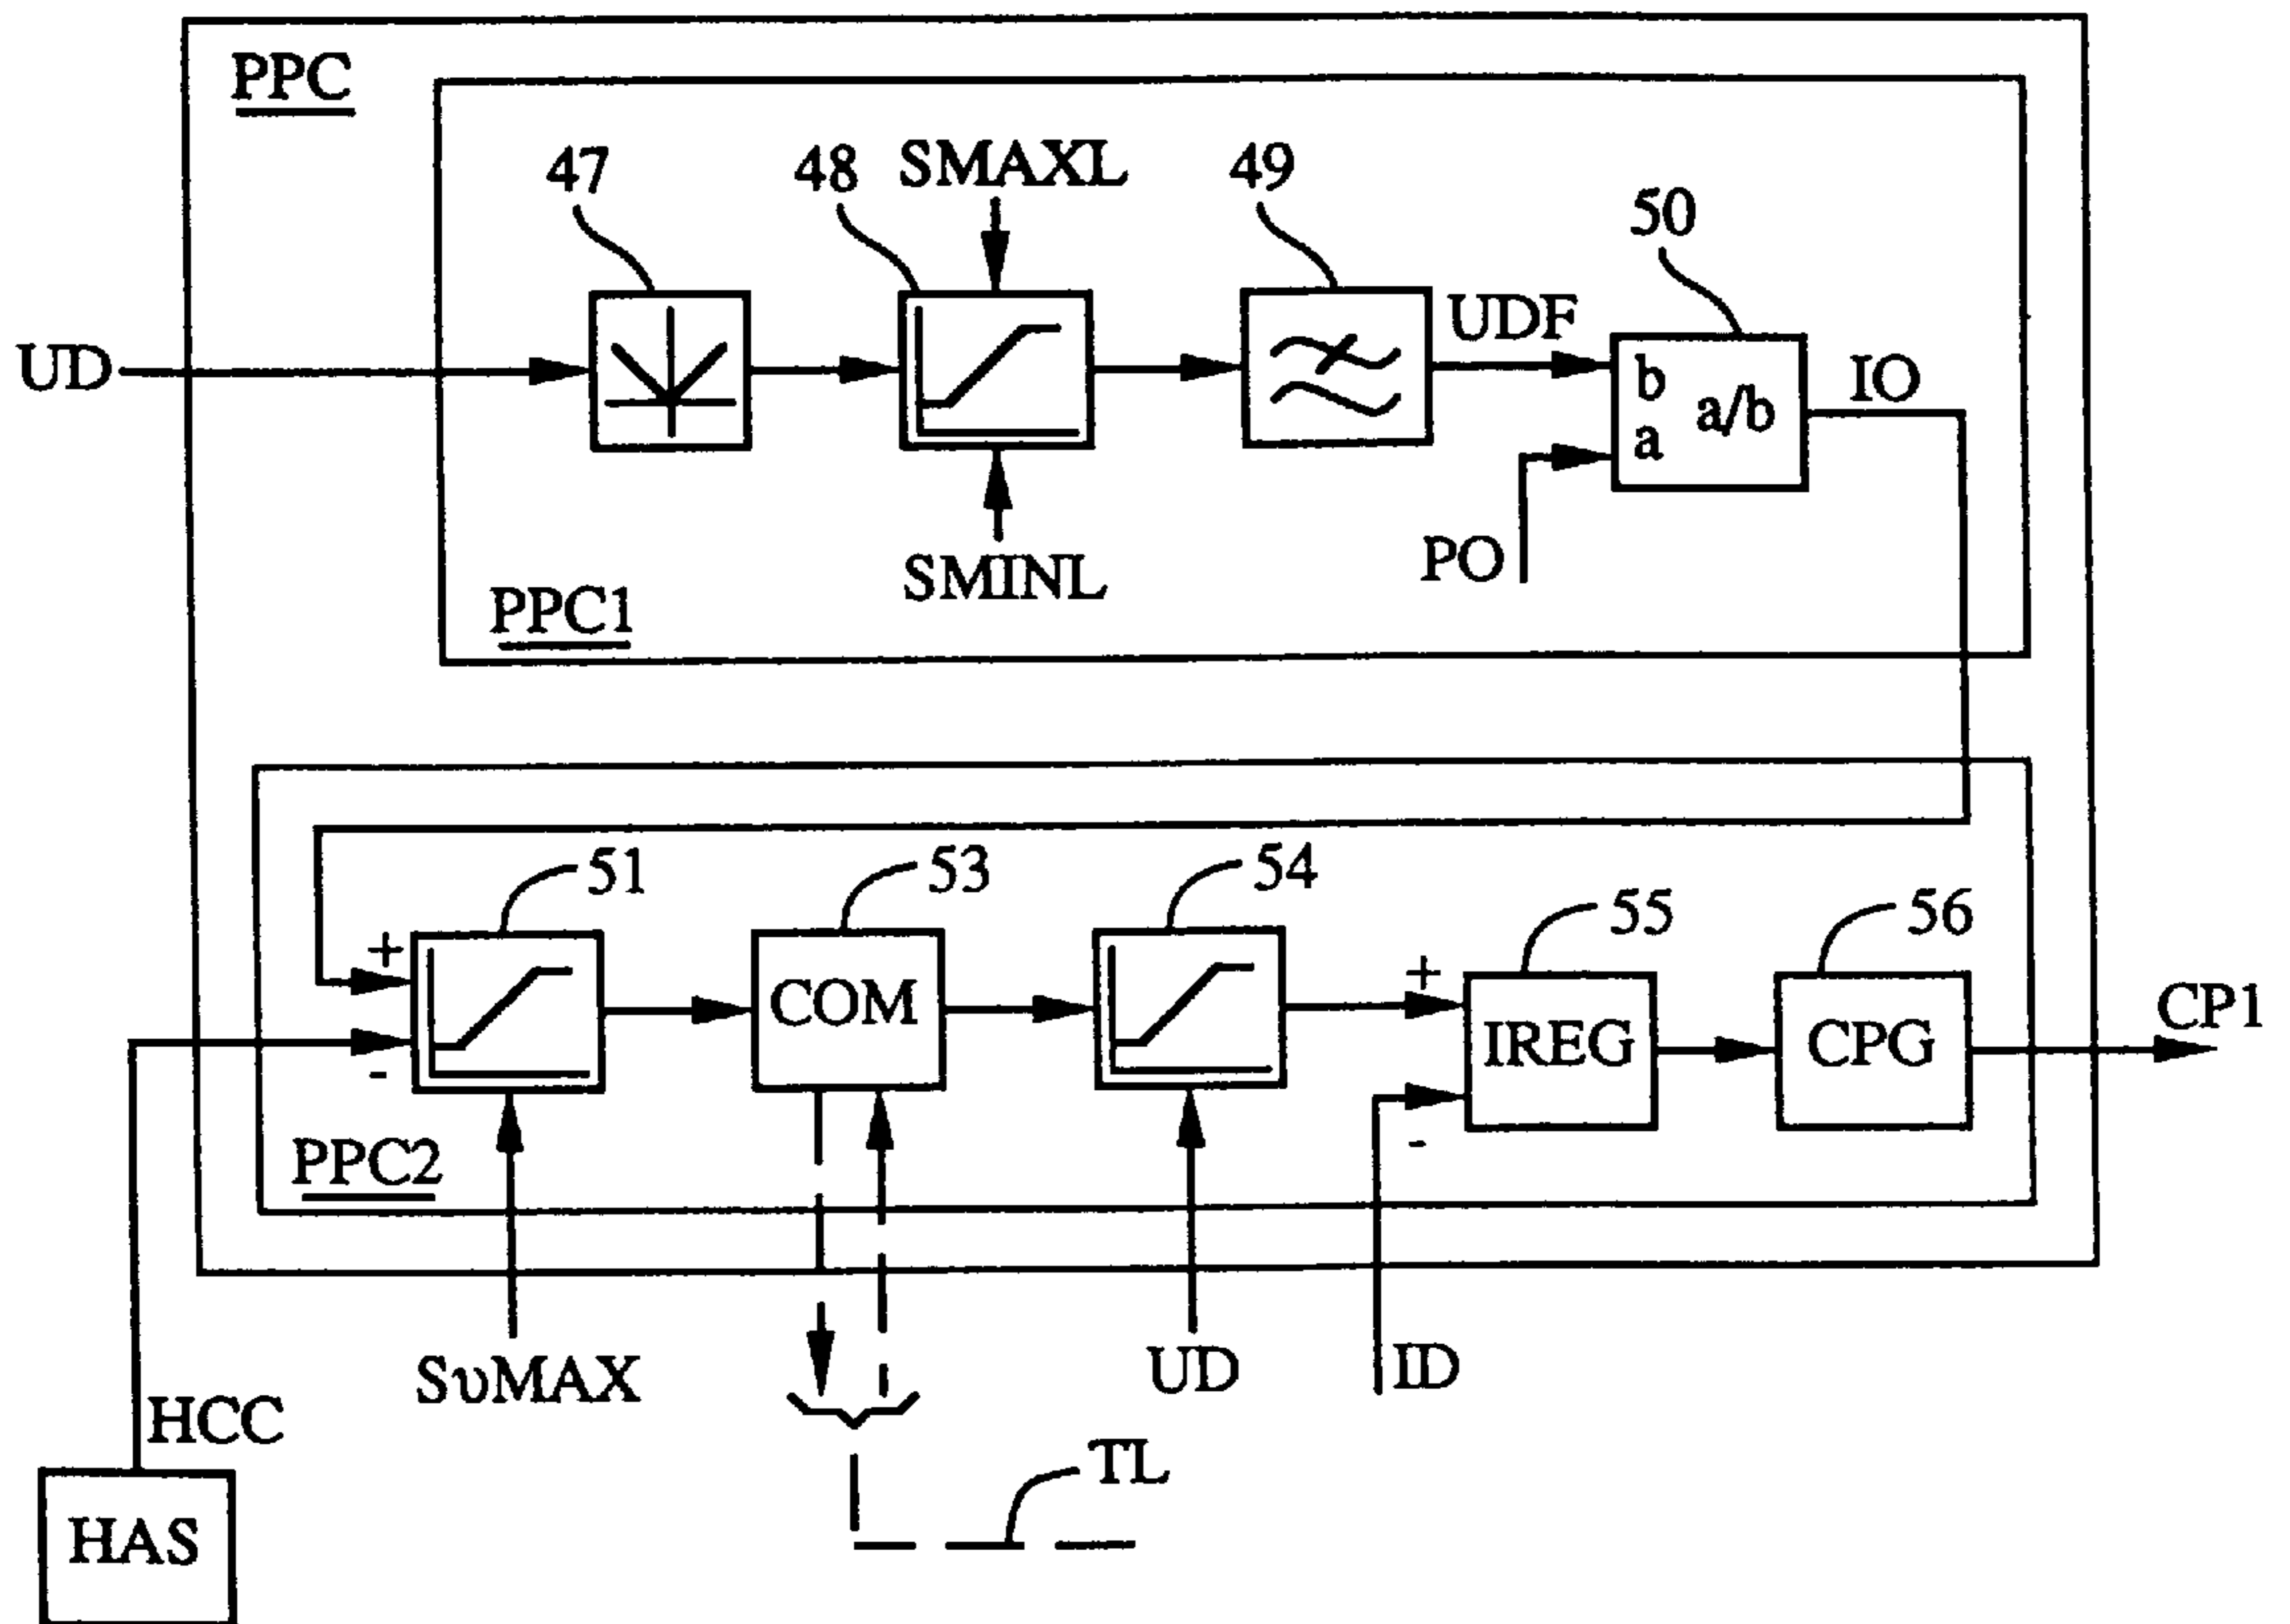 PPC
47
48
SMAXL
49
50
UD
UDF
b
a
a/b
IO
PO
SMINL
PPC1
51
53
54
55
56
+
-
COM
+
-
IREG
CPG
CP1
PPC2
SυMAX
UD
ID
HCC
TL
HAS